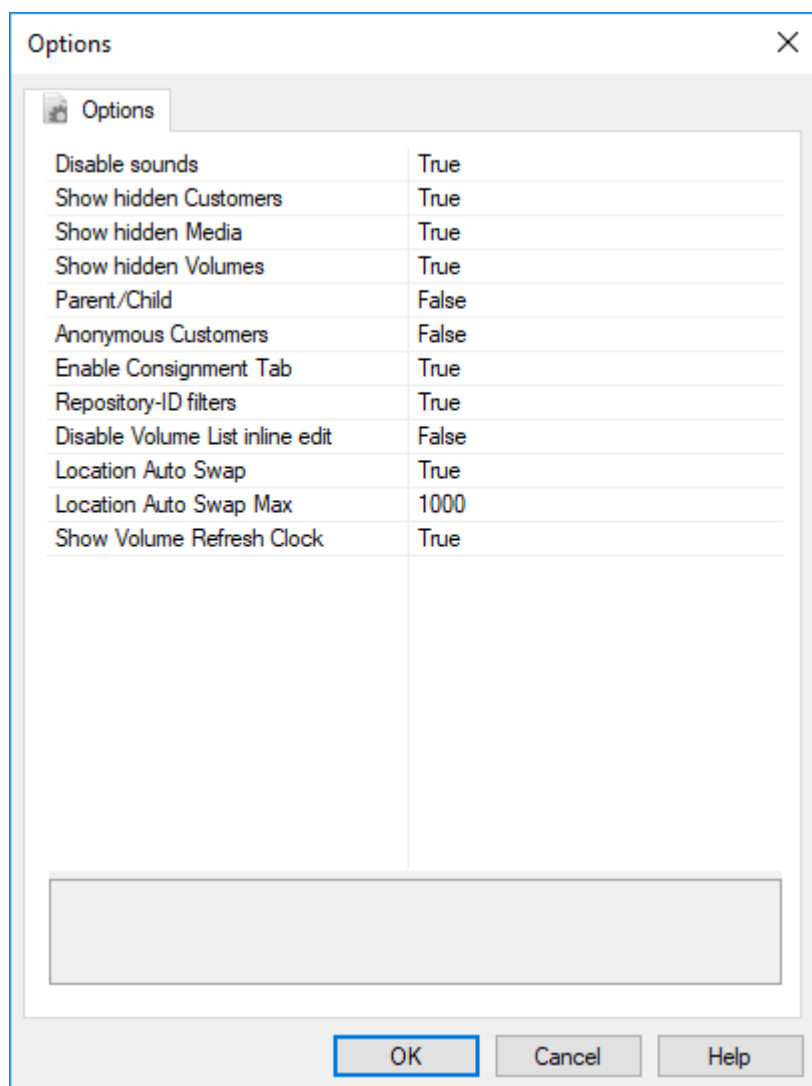 Options
Options
Disable sounds True
Show hidden Customers True
Show hidden Media True
Show hidden Volumes True
Parent/Child False
Anonymous Customers False
Enable Consignment Tab True
Repository-ID filters True
Disable Volume List inline edit False
Location Auto Swap True
Location Auto Swap Max 1000
Show Volume Refresh Clock True
OK Cancel Help